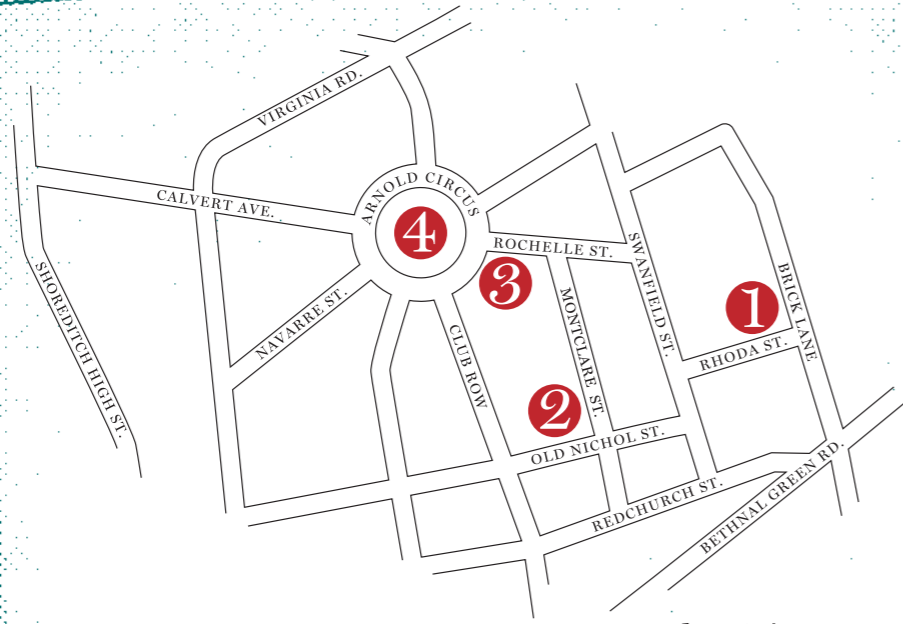 VIRGINIA RD.
ARNOLD CIRCUS
CALVERT AVE.
4
ROCHELLE ST.
SHOREDITCH HIGH ST.
SWANFIELD ST.
BRICK LANE
3
NAVARRE ST.
MONTCLARE ST.
1
CLUB ROW
RHODA ST.
2
OLD NICHOL ST.
REDCHURCH ST.
BETHNAL GREEN RD.